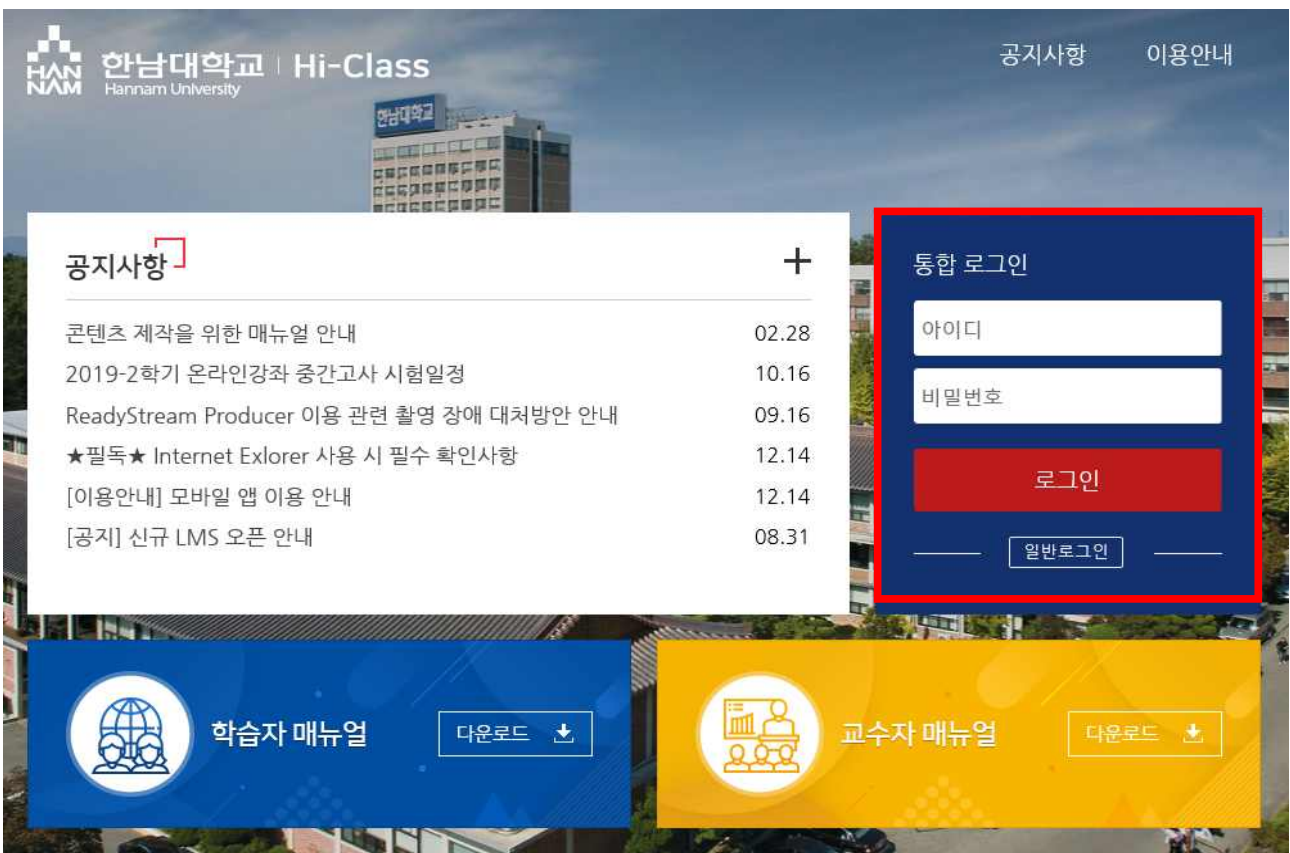 HAN
NAM
한남대학교 | Hi-Class
Hannam University
공지사항 이용안내
한남대학교
공지사항 +
콘텐츠 제작을 위한 매뉴얼 안내 02.28
2019-2학기 온라인강좌 중간고사 시험일정 10.16
ReadyStream Producer 이용 관련 촬영 장애 대처방안 안내 09.16
★필독★ Internet Exlorer 사용 시 필수 확인사항 12.14
[이용안내] 모바일 앱 이용 안내 12.14
[공지] 신규 LMS 오픈 안내 08.31
통합 로그인
아이디
비밀번호
로그인
일반로그인
학습자 매뉴얼 다운로드
교수자 매뉴얼 다운로드